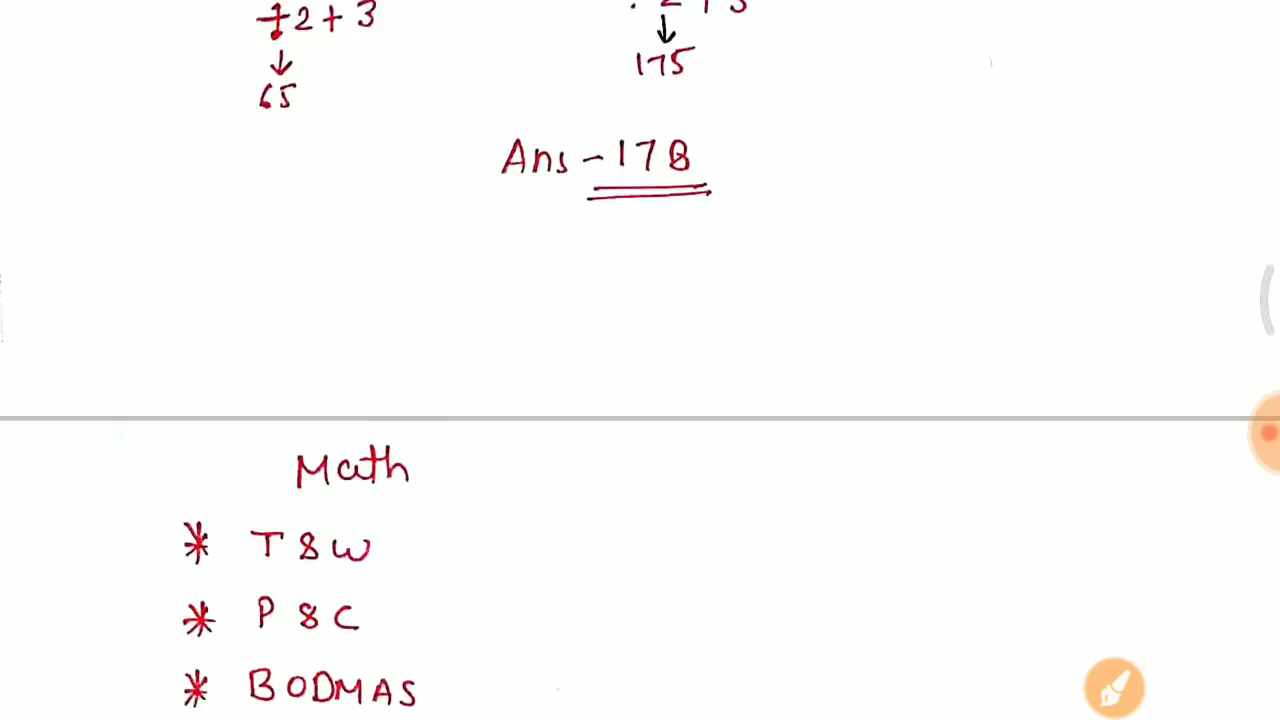 +2+3
↓ ↓
65 175
Ans - 178
Math
* T & W
* P & C
* BODMAS